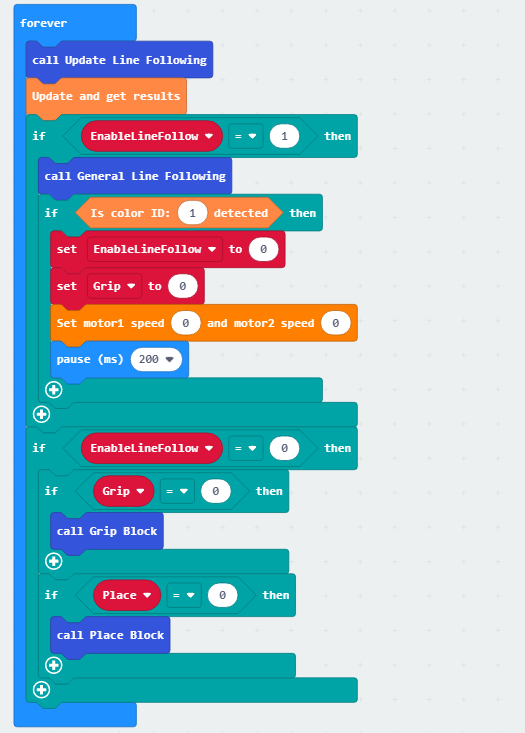 forever
call Update Line Following
Update and get results
if EnableLineFollow = 1 then
call General Line Following
if Is color ID: 1 detected then
set EnableLineFollow to 0
set Grip to 0
Set motor1 speed 0 and motor2 speed 0
pause (ms) 200
if EnableLineFollow = 0 then
if Grip = 0 then
call Grip Block
if Place = 0 then
call Place Block